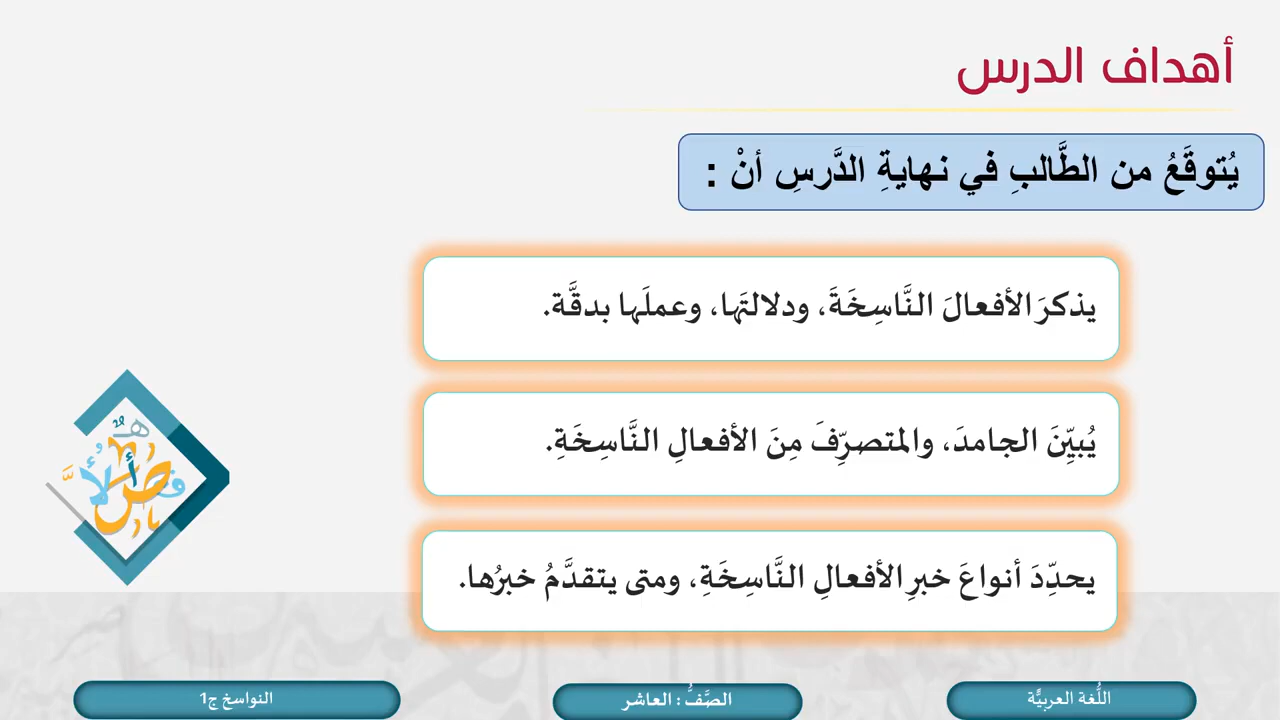 أهداف الدرس
يُتوقَعُ من الطَّالبِ في نهايةِ الدَّرسِ أنْ :
يذكرَ الأفعالَ النَّاسِخَةَ، ودلالتَها، وعملَها بدقَّة.
يُبيِّنَ الجامدَ، والمتصرِّفَ مِنَ الأفعالِ النَّاسِخَةِ.
يحدِّدَ أنواعَ خبرِ الأفعالِ النَّاسِخَةِ، ومتى يتقدَّمُ خبرُها.
اللُّغة العربيَّة
الصَّفُّ : العاشر
النواسخ ج1